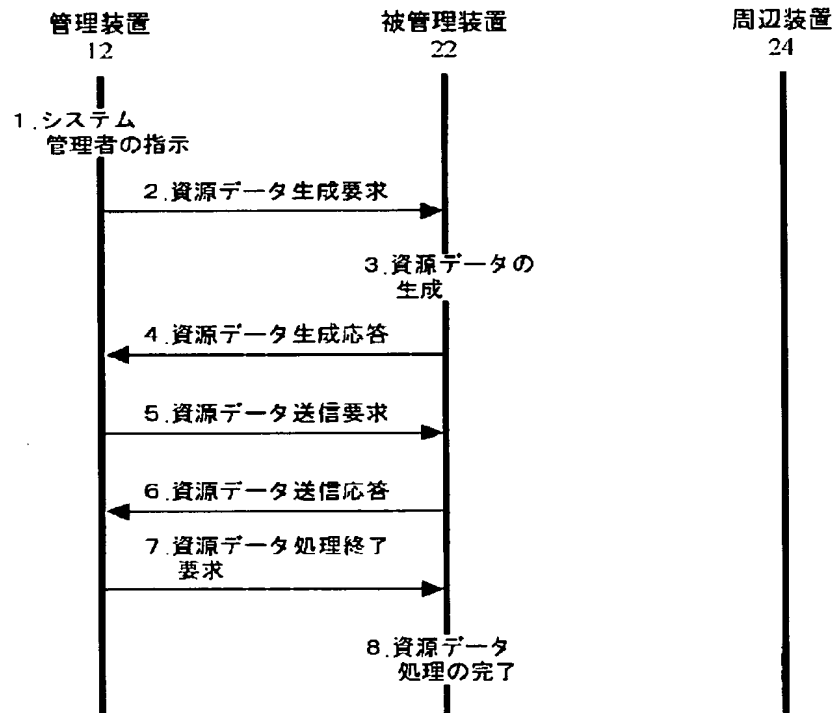 管理装置
12
被管理装置
22
周辺装置
24
1.システム
管理者の指示
2.資源データ生成要求
3.資源データの
生成
4.資源データ生成応答
5.資源データ送信要求
6.資源データ送信応答
7.資源データ処理終了
要求
8.資源データ
処理の完了